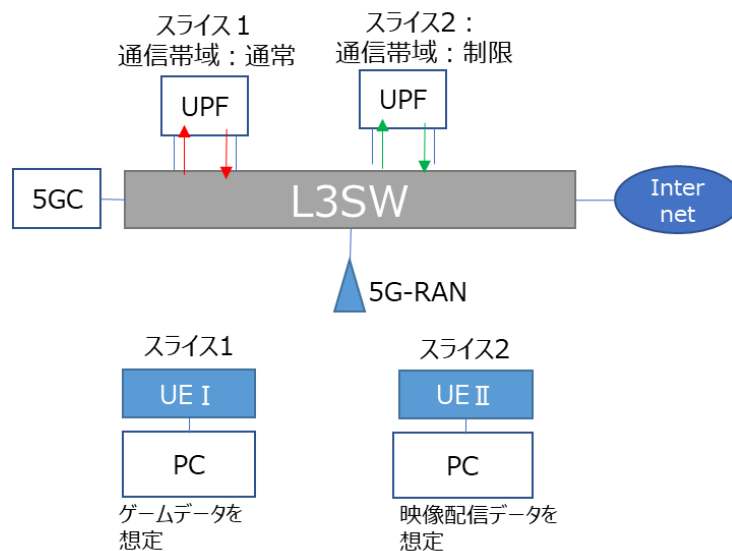 スライス1
通信帯域：通常
スライス2：
通信帯域：制限
UPF
UPF
5GC
L3SW
Inter
net
5G-RAN
スライス1
スライス2
UE Ⅰ
UE Ⅱ
PC
PC
ゲームデータを
想定
映像配信データを
想定